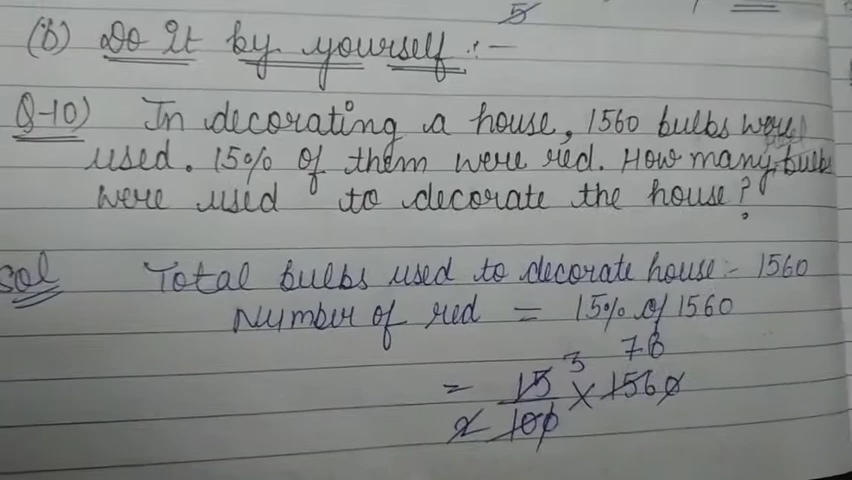 5
(B) Do It by yourself :-
Q-10) In decorating a house, 1560 bulbs were
used. 15% of them were red. How many bulbs
were used to decorate the house?
Sol Total bulbs used to decorate house - 1560
Number of red = 15% of 1560
3 78
= 15 × 1560
2 100